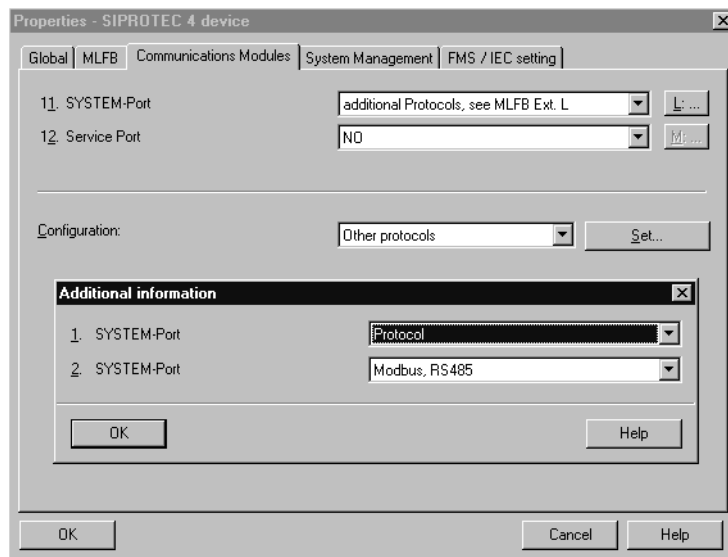 Properties - SIPROTEC 4 device
Global MLFB Communications Modules System Management FMS / IEC setting
11. SYSTEM-Port additional Protocols, see MLFB Ext. L L: ...
12. Service Port NO M: ...
Configuration: Other protocols Set...
Additional information
1. SYSTEM-Port Protocol
2. SYSTEM-Port Modbus, RS485
OK Help
OK Cancel Help